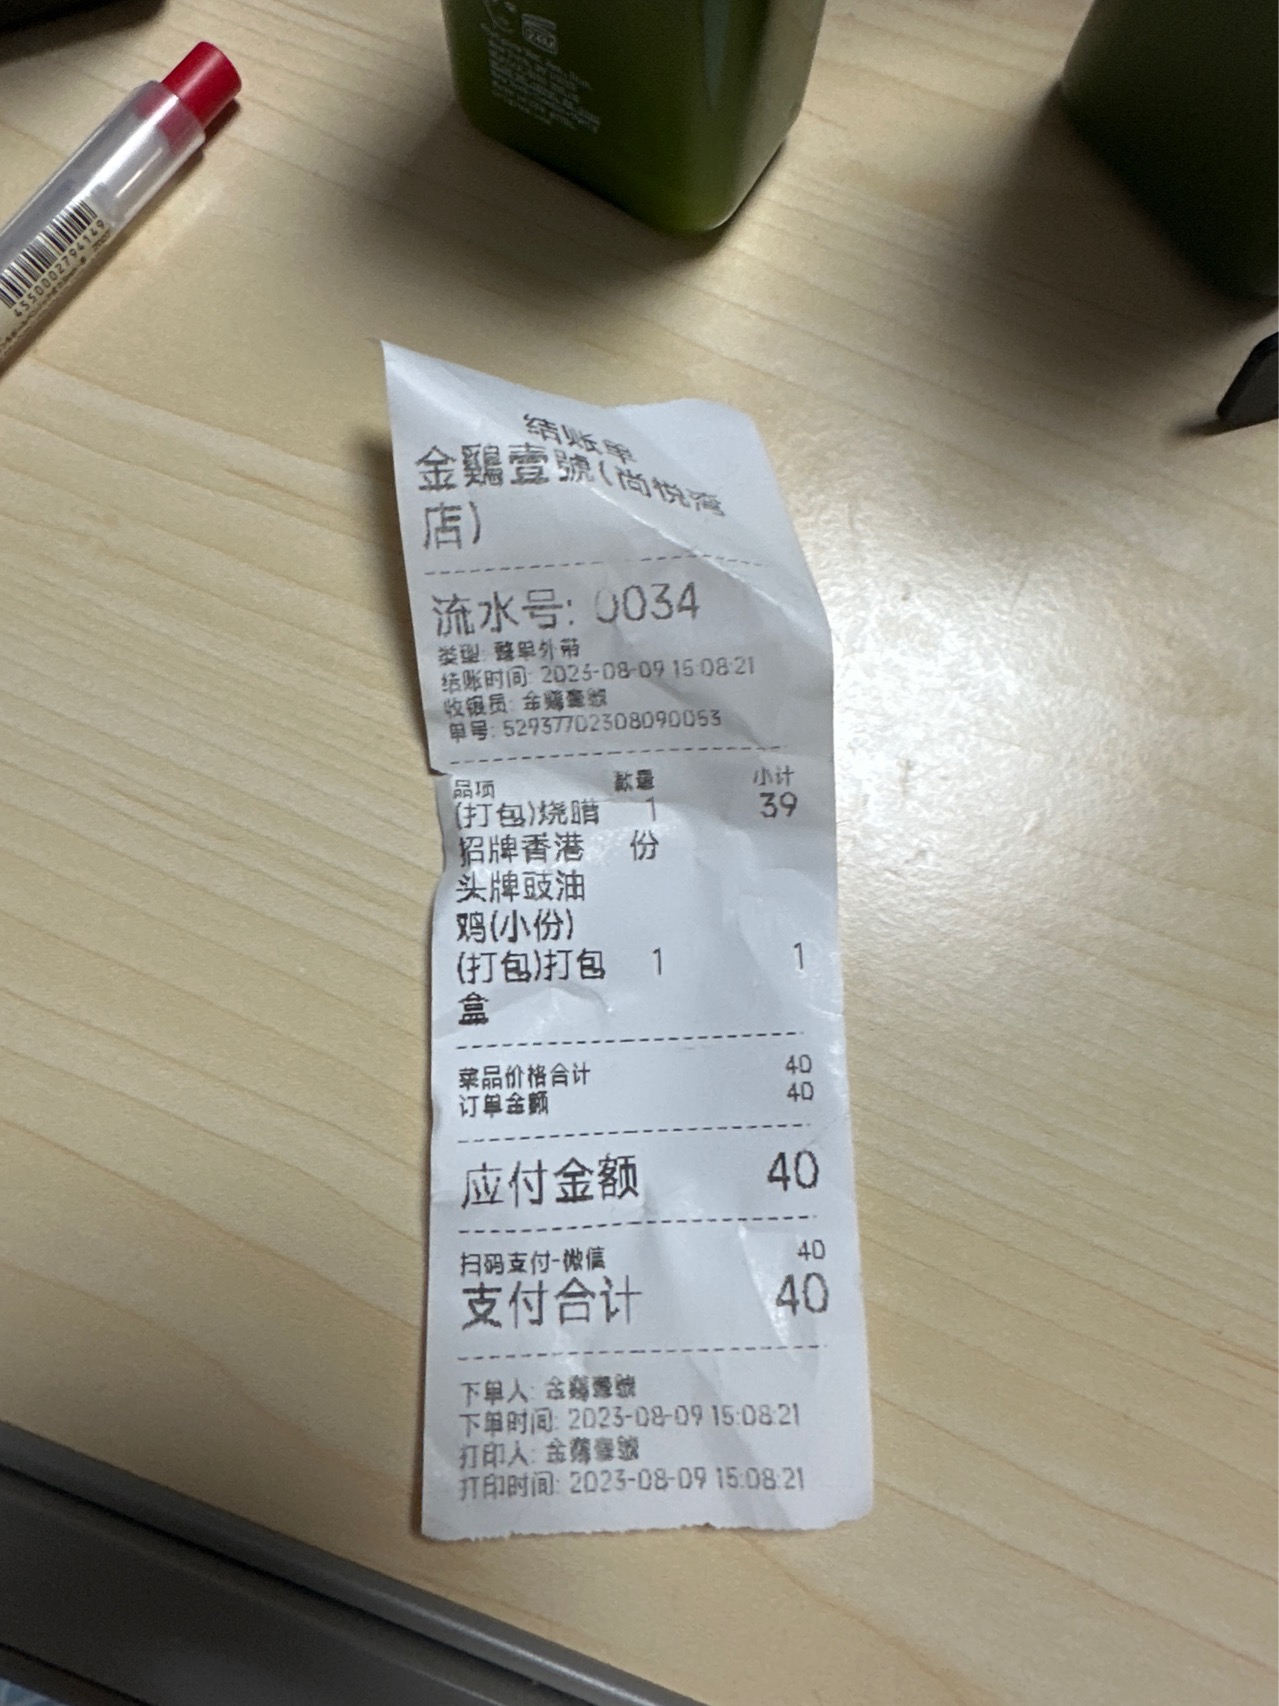 4550002794149
结账单
金鷄壹號(尚悦湾
店)
流水号: 0034
类型: 整单外带
结账时间: 2023-08-09 15:08:21
收银员: 金鷄壹號
单号: 52937702308090053
品项 数量 小计
(打包)烧腊 1 39
招牌香港 份
头牌豉油
鸡(小份)
(打包)打包 1 1
盒
菜品价格合计 40
订单金额 40
应付金额 40
扫码支付-微信 40
支付合计 40
下单人: 金鷄壹號
下单时间: 2023-08-09 15:08:21
打印人: 金鷄壹號
打印时间: 2023-08-09 15:08:21